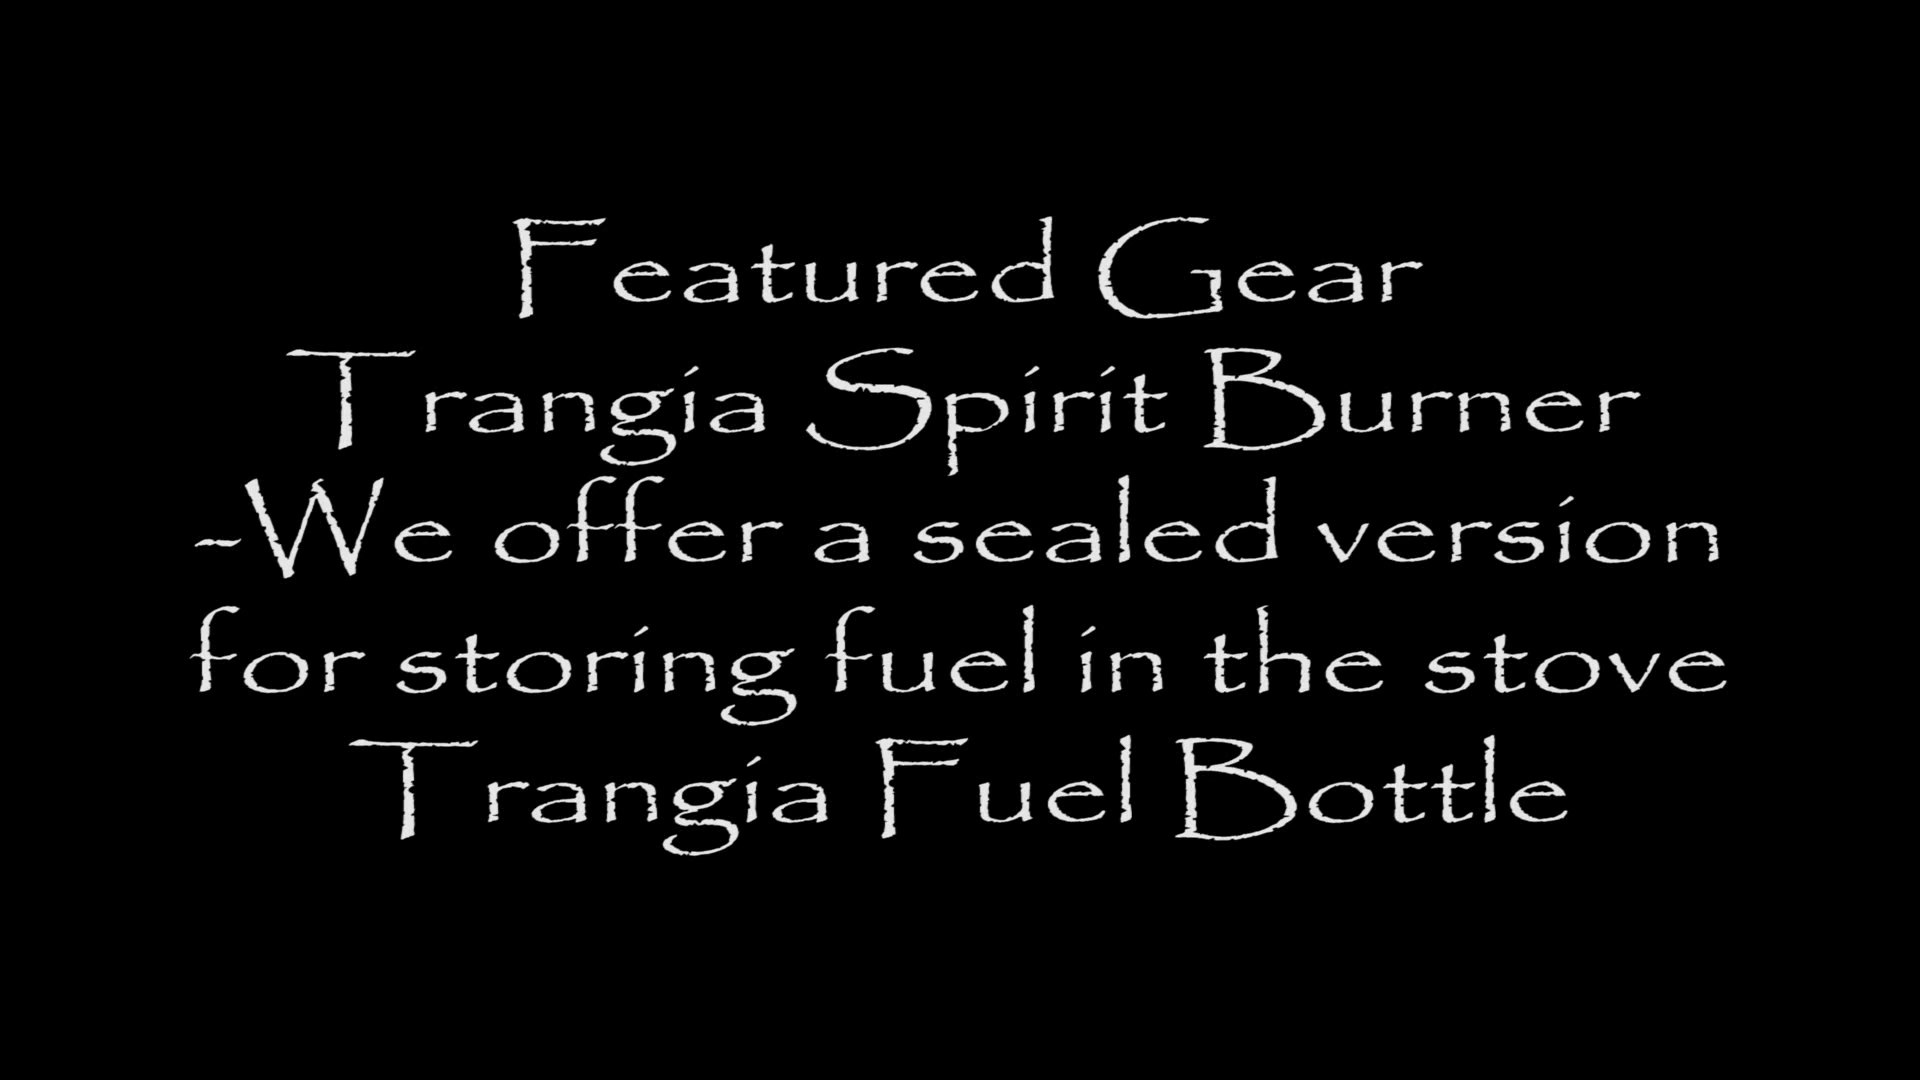 Featured Gear
Trangia Spirit Burner
-We offer a sealed version
for storing fuel in the stove
Trangia Fuel Bottle